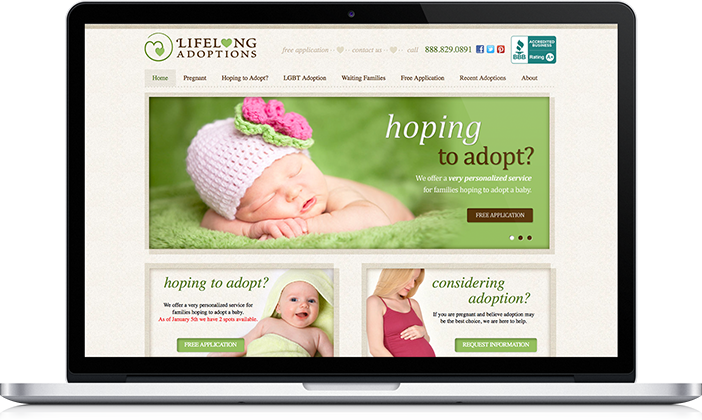 LIFELONG
ADOPTIONS
free application
contact us
call
888.829.0891
BBB
ACCREDITED
BUSINESS
Rating A+
Home
Pregnant
Hoping to Adopt?
LGBT Adoption
Waiting Families
Free Application
Recent Adoptions
About
hoping
to adopt?
We offer a very personalized service
for families hoping to adopt a baby.
FREE APPLICATION
hoping to adopt?
We offer a very personalized service for
families hoping to adopt a baby.
As of January 5th we have 2 spots available.
FREE APPLICATION
considering
adoption?
If you are pregnant and believe adoption may
be the best choice, we are here to help.
REQUEST INFORMATION